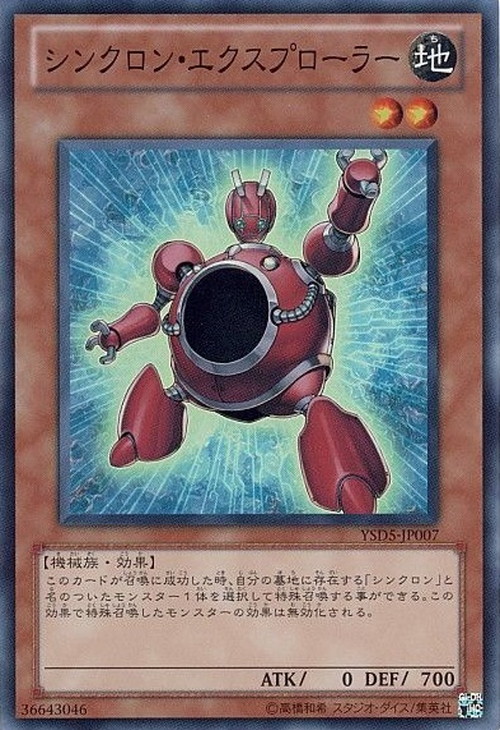 シンクロン・エクスプローラー
地
YSD5-JP007
【機械族・効果】
このカードが召喚に成功した時、自分の墓地に存在する「シンクロン」と
名のついたモンスター１体を選択して特殊召喚する事ができる。この
効果で特殊召喚したモンスターの効果は無効化される。
ATK/ 0 DEF/ 700
36643046
©高橋和希 スタジオ・ダイス/集英社